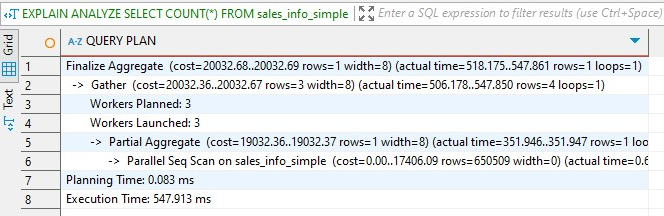 EXPLAIN ANALYZE SELECT COUNT(*) FROM sales_info_simple
Enter a SQL expression to filter results (use Ctrl+Space)
Grid
Text
A-Z QUERY PLAN
1 Finalize Aggregate (cost=20032.68..20032.69 rows=1 width=8) (actual time=518.175..547.861 rows=1 loops=1)
2 -> Gather (cost=20032.36..20032.67 rows=3 width=8) (actual time=506.178..547.850 rows=4 loops=1)
3 Workers Planned: 3
4 Workers Launched: 3
5 -> Partial Aggregate (cost=19032.36..19032.37 rows=1 width=8) (actual time=351.946..351.947 rows=1 loo
6 -> Parallel Seq Scan on sales_info_simple (cost=0.00..17406.09 rows=650509 width=0) (actual time=0.6
7 Planning Time: 0.083 ms
8 Execution Time: 547.913 ms